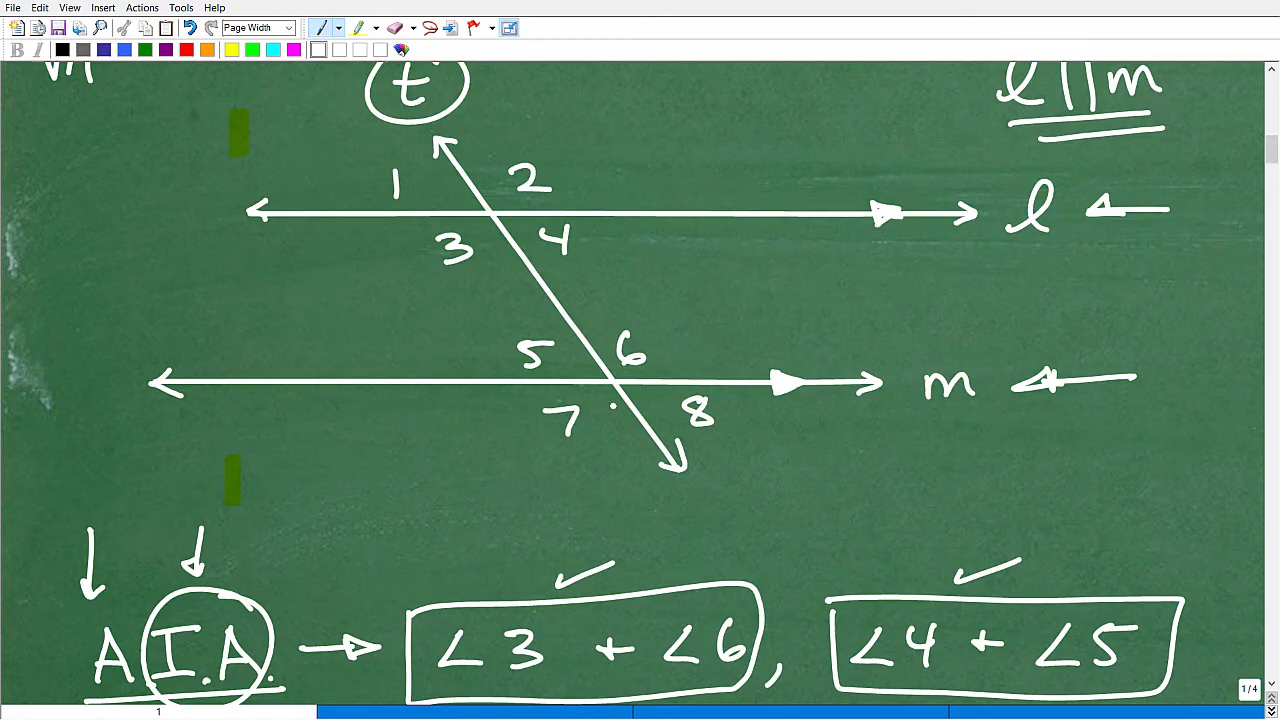 File Edit View Insert Actions Tools Help
Page Width
B I
t
l || m
1 2
l
3 4
5 6
m
7 8
A I.A. → ∠3 + ∠6, ∠4 + ∠5
1/4
1